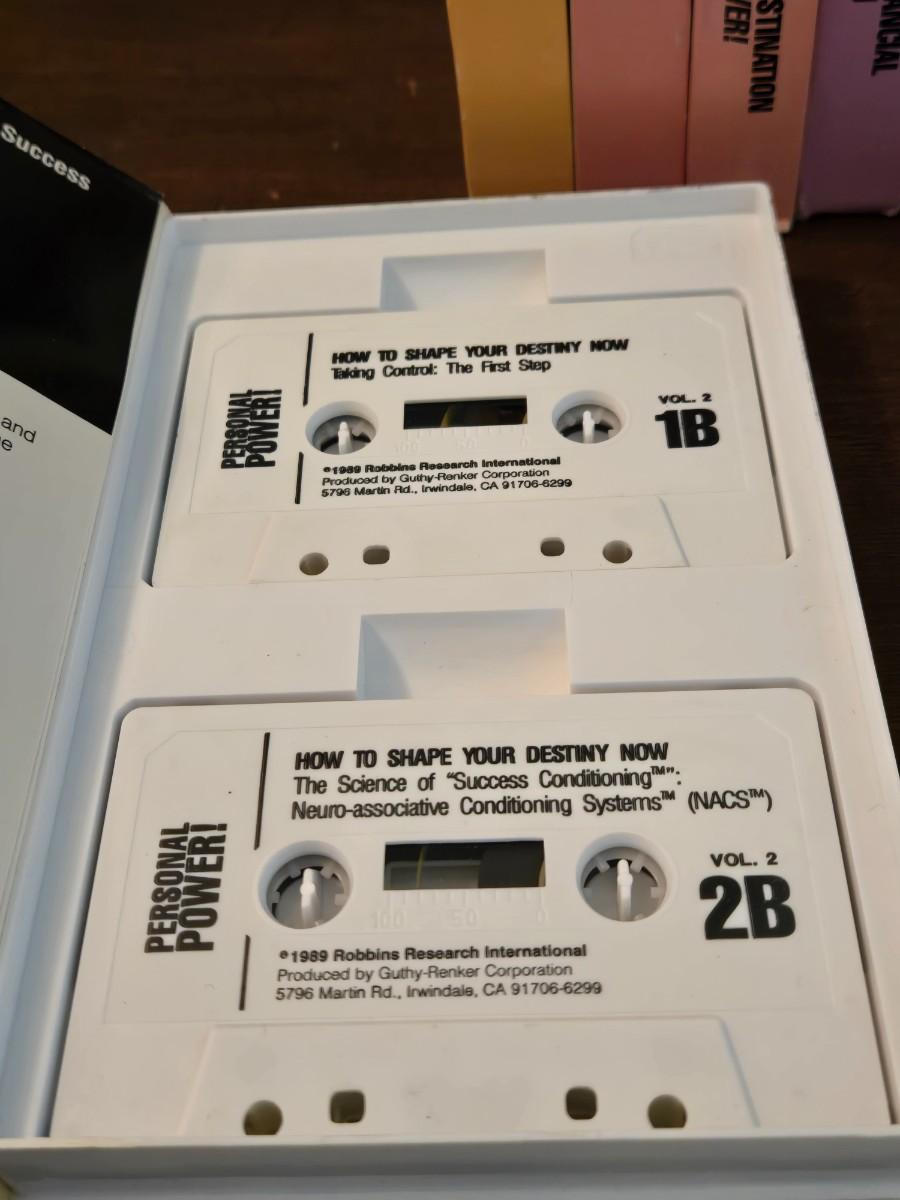 STINATION
ER!
ANCIAL
Success
and
e
HOW TO SHAPE YOUR DESTINY NOW
Taking Control: The First Step
PERSONAL
POWER!
VOL. 2
1B
℗1989 Robbins Research International
Produced by Guthy-Renker Corporation
5796 Martin Rd., Irwindale, CA 91706-6299
100 50 0
HOW TO SHAPE YOUR DESTINY NOW
The Science of “Success Conditioning™”:
Neuro-associative Conditioning Systems™ (NACS™)
PERSONAL
POWER!
VOL. 2
2B
100 50 0
℗1989 Robbins Research International
Produced by Guthy-Renker Corporation
5796 Martin Rd., Irwindale, CA 91706-6299